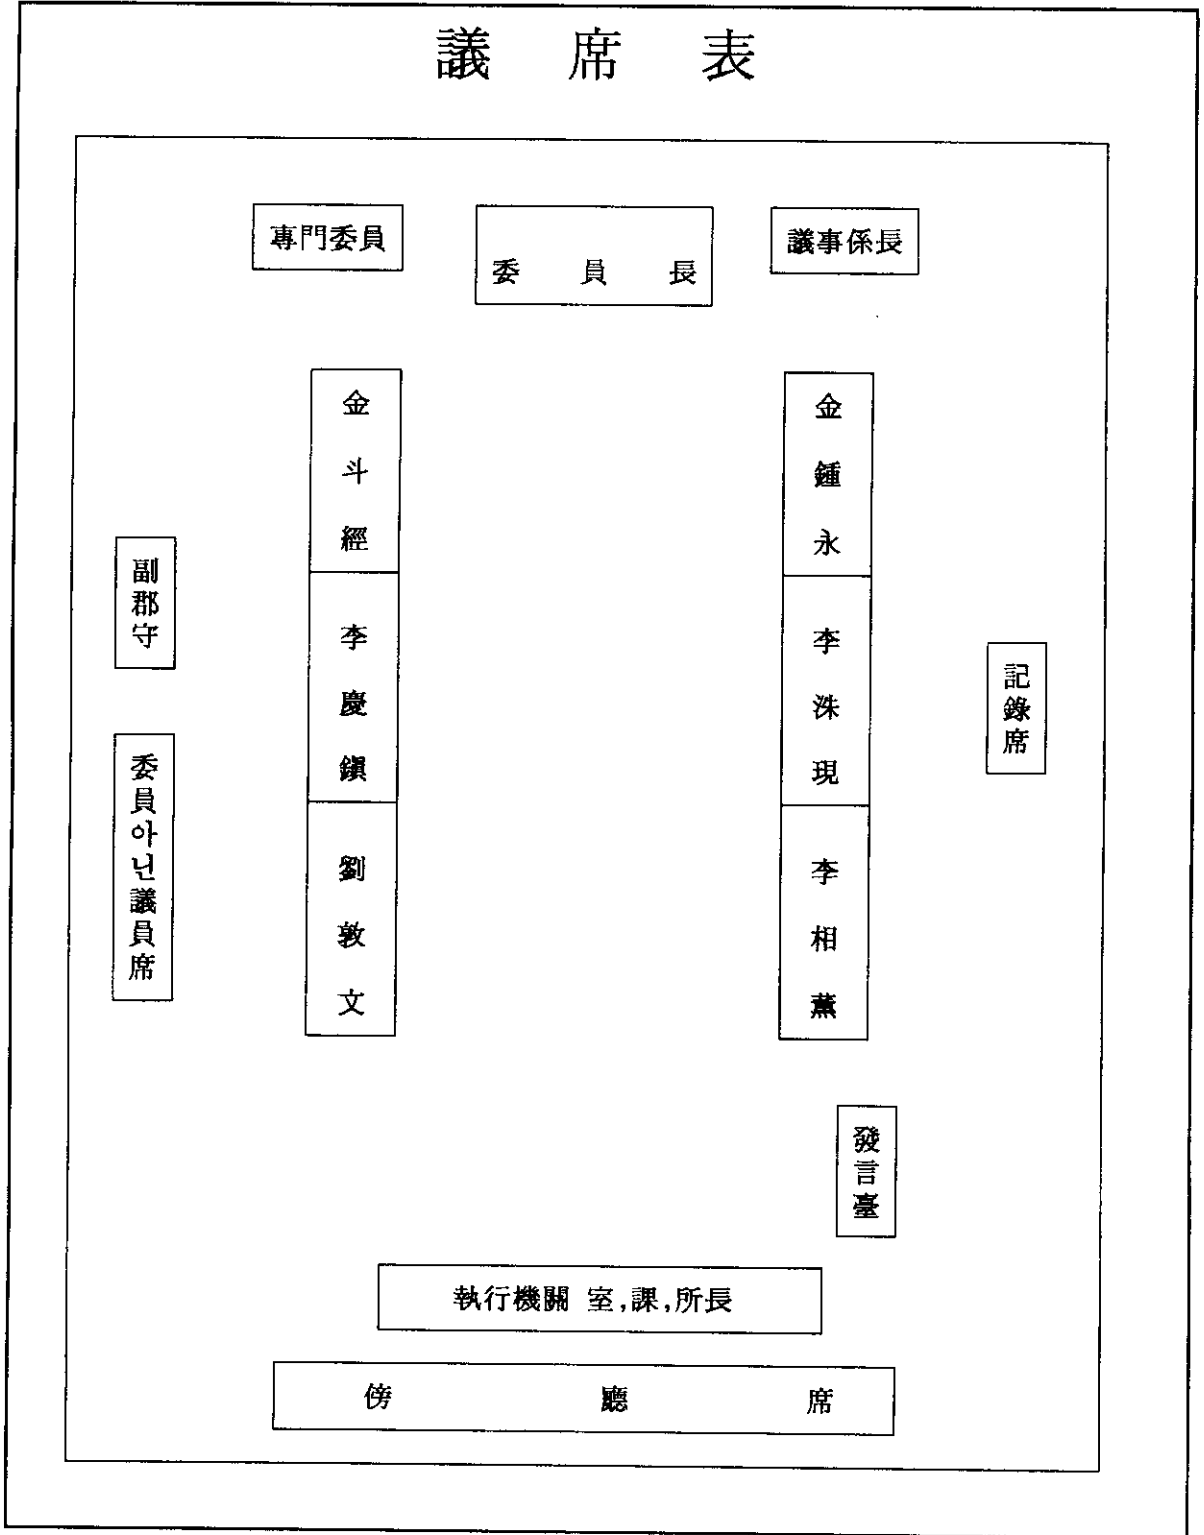 議 席 表
專門委員
委 員 長
議事係長
金斗經
金鍾永
副郡守
李慶鎭
李洙現
記錄席
委員아닌議員席
劉敦文
李相薰
發言臺
執行機關 室,課,所長
傍 廳 席